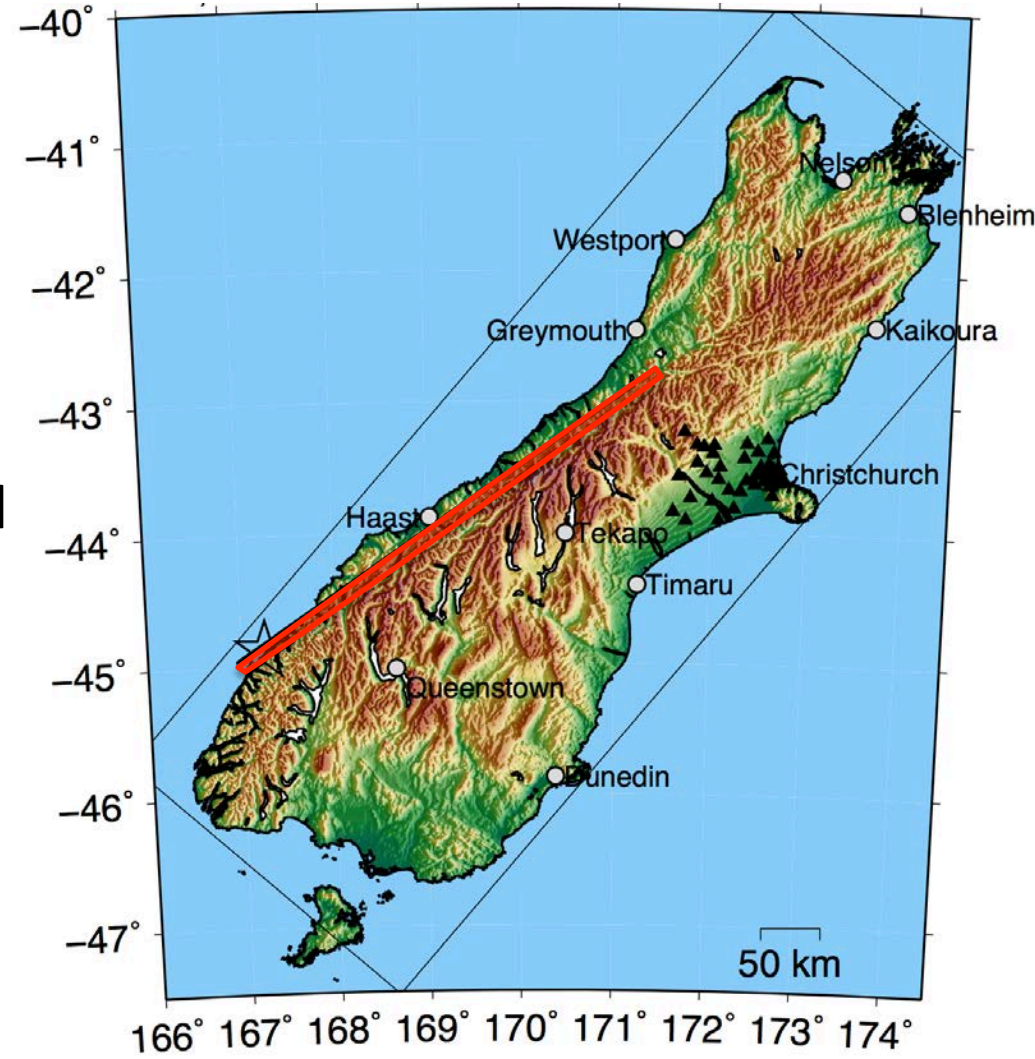 −40°
−41°
Nelson
Blenheim
Westport
−42°
Greymouth
Kaikoura
−43°
Christchurch
Haast
Tekapo
−44°
Timaru
−45°
Queenstown
Dunedin
−46°
−47°
50 km
166° 167° 168° 169° 170° 171° 172° 173° 174°